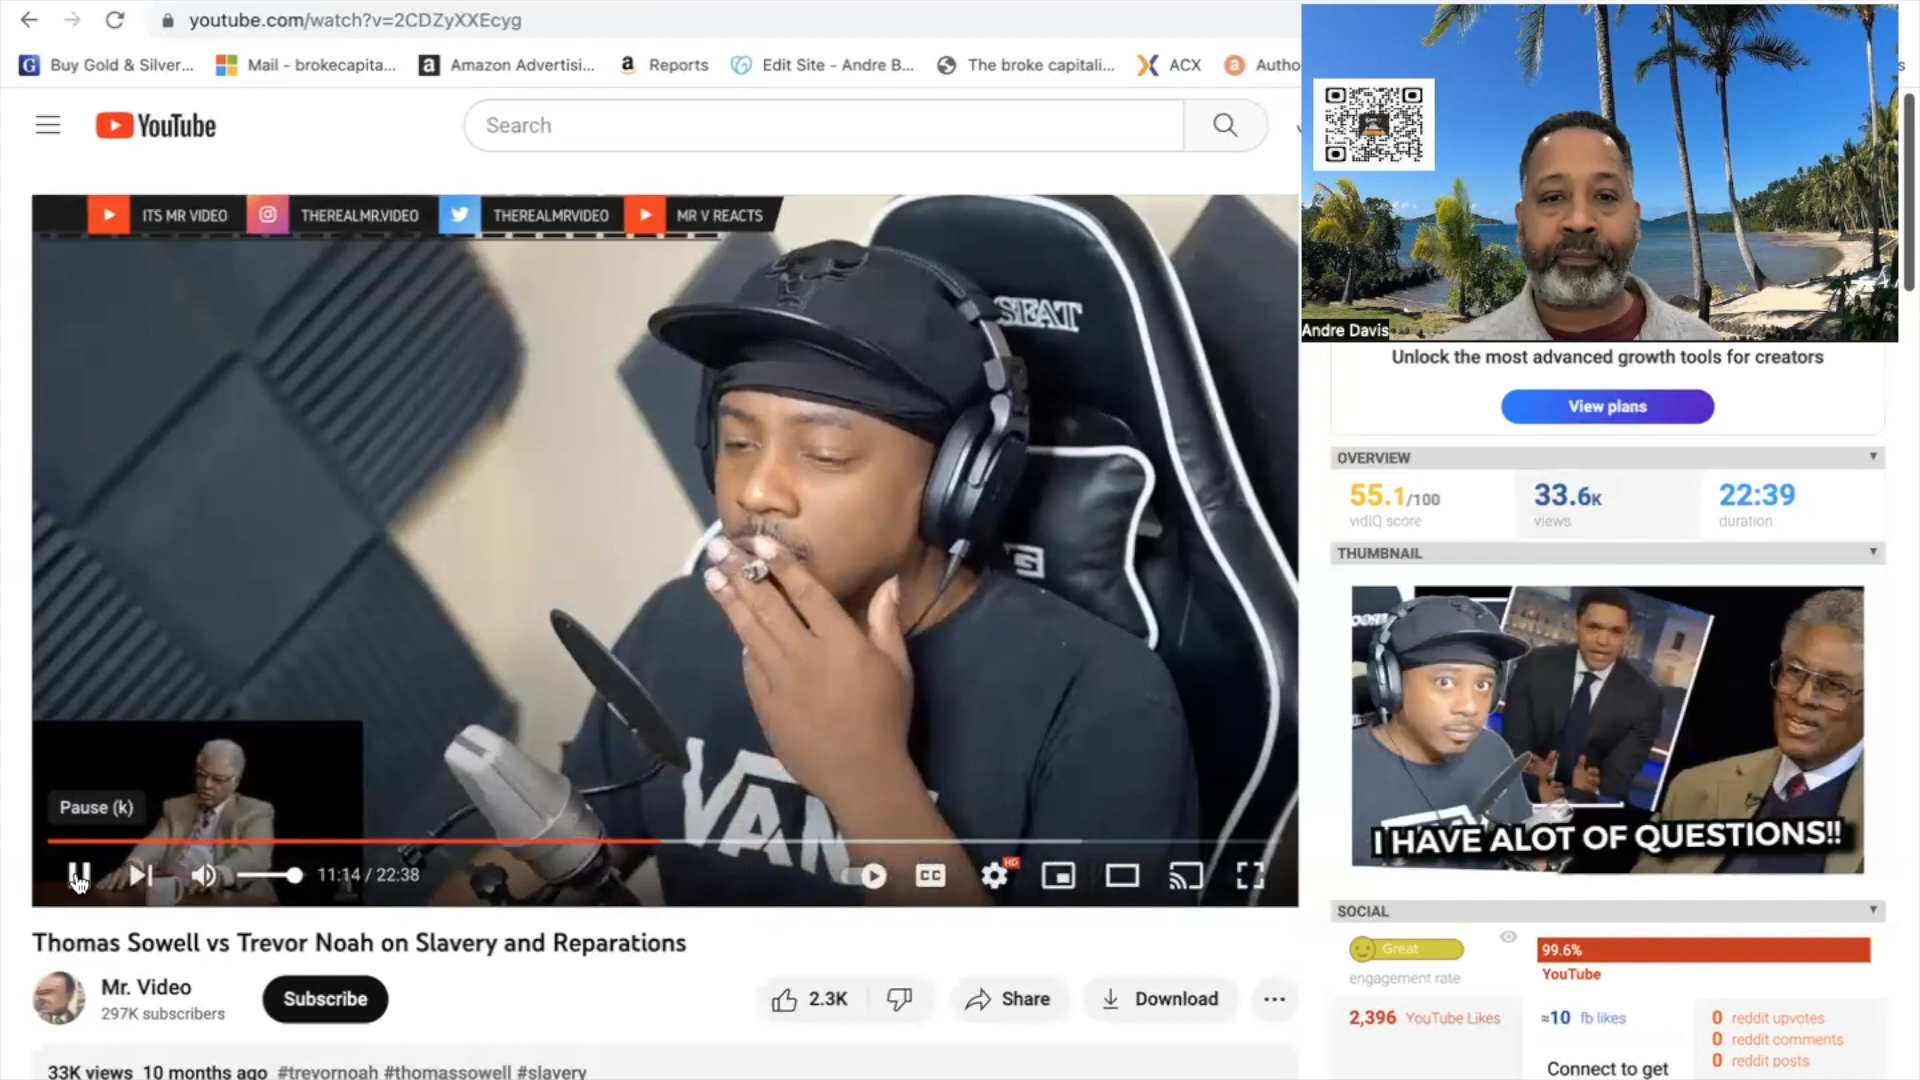 youtube.com/watch?v=2CDZyXXEcyg
Buy Gold & Silver...
Mail - brokecapita...
Amazon Advertisi...
Reports
Edit Site - Andre B...
The broke capitali...
ACX
Autho
YouTube
Search
ITS MR VIDEO
THEREALMR.VIDEO
THEREALMRVIDEO
MR V REACTS
SEAT
VAN
Andre Davis
Pause (k)
11:14 / 22:38
CC
HD
Thomas Sowell vs Trevor Noah on Slavery and Reparations
Mr. Video
297K subscribers
Subscribe
2.3K
Share
Download
33K views 10 months ago #trevornoah #thomassowell #slavery
Unlock the most advanced growth tools for creators
View plans
OVERVIEW
55.1/100
vidIQ score
33.6K
views
22:39
duration
THUMBNAIL
I HAVE ALOT OF QUESTIONS!!
SOCIAL
Great
engagement rate
99.6%
YouTube
2,396 YouTube Likes
≈10 fb likes
0 reddit upvotes
0 reddit comments
0 reddit posts
Connect to get